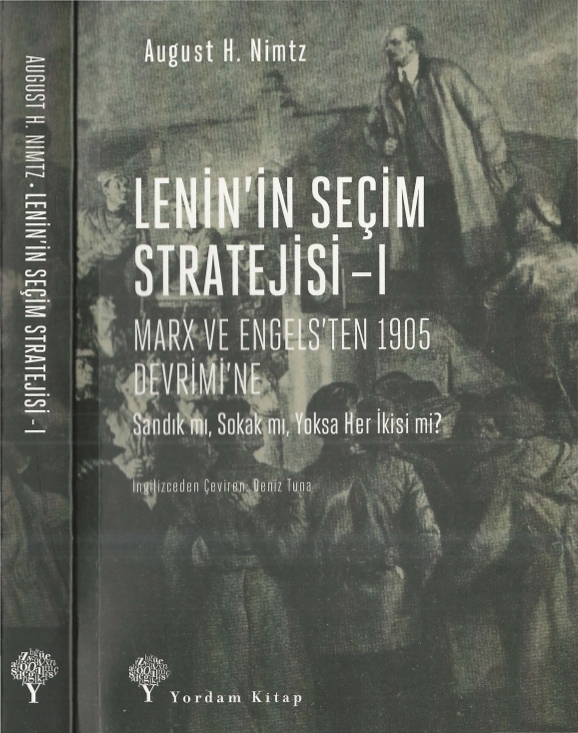 AUGUST H. NIMTZ • LENİN'İN SEÇİM STRATEJİSİ - I
Y
August H. Nimtz
LENİN'İN SEÇİM
STRATEJİSİ – I
MARX VE ENGELS'TEN 1905
DEVRİMİ'NE
Sandık mı, Sokak mı, Yoksa Her İkisi mi?
İngilizceden Çeviren: Deniz Tuna
Y Yordam Kitap